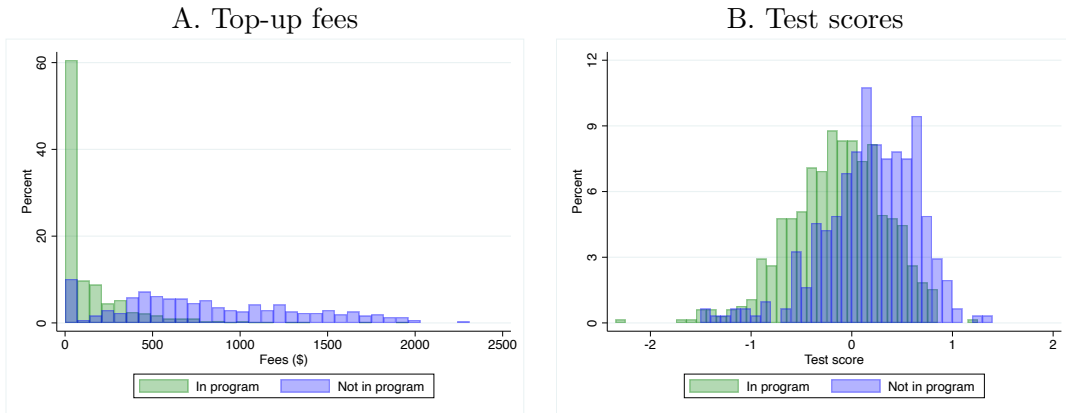 A. Top-up fees
60
40
20
0
Percent
0 500 1000 1500 2000 2500
Fees ($)
In program Not in program
B. Test scores
12
9
6
3
0
Percent
-2 -1 0 1 2
Test score
In program Not in program